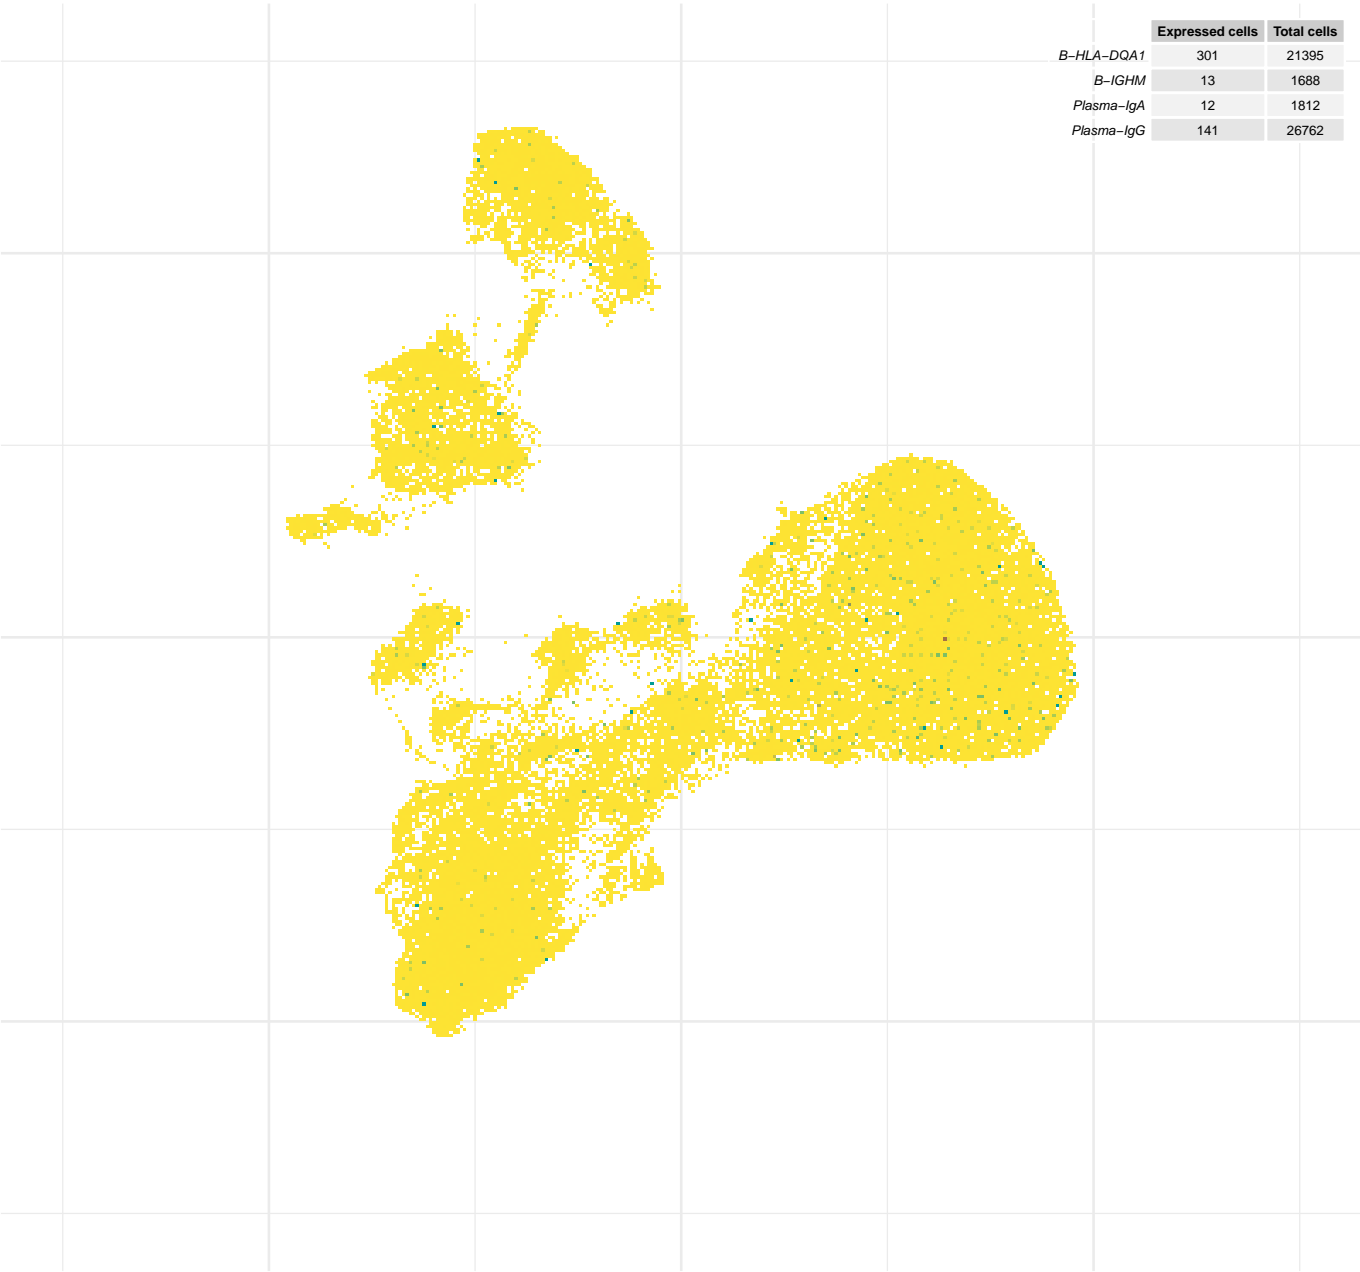 Expressed cells Total cells
B−HLA−DQA1 301 21395
B−IGHM 13 1688
Plasma−IgA 12 1812
Plasma−IgG 141 26762